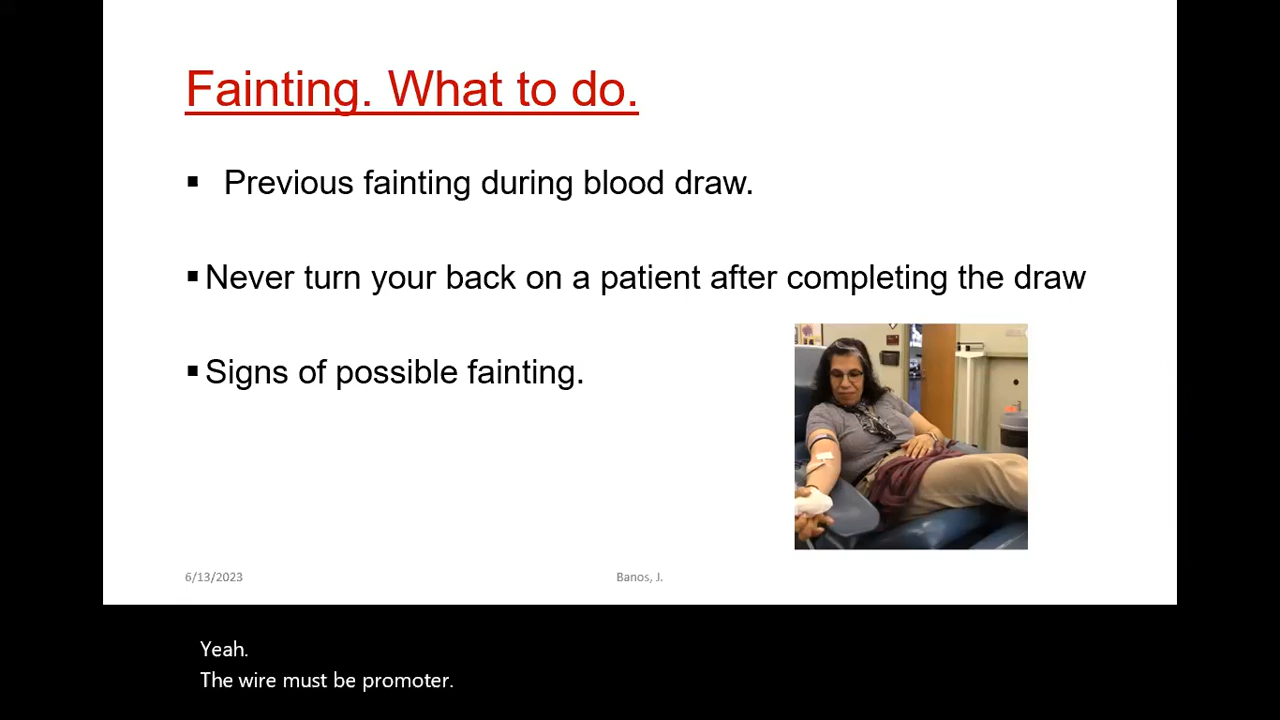 Fainting. What to do.
▪ Previous fainting during blood draw.
▪Never turn your back on a patient after completing the draw
▪Signs of possible fainting.
6/13/2023
Banos, J.
Yeah.
The wire must be promoter.